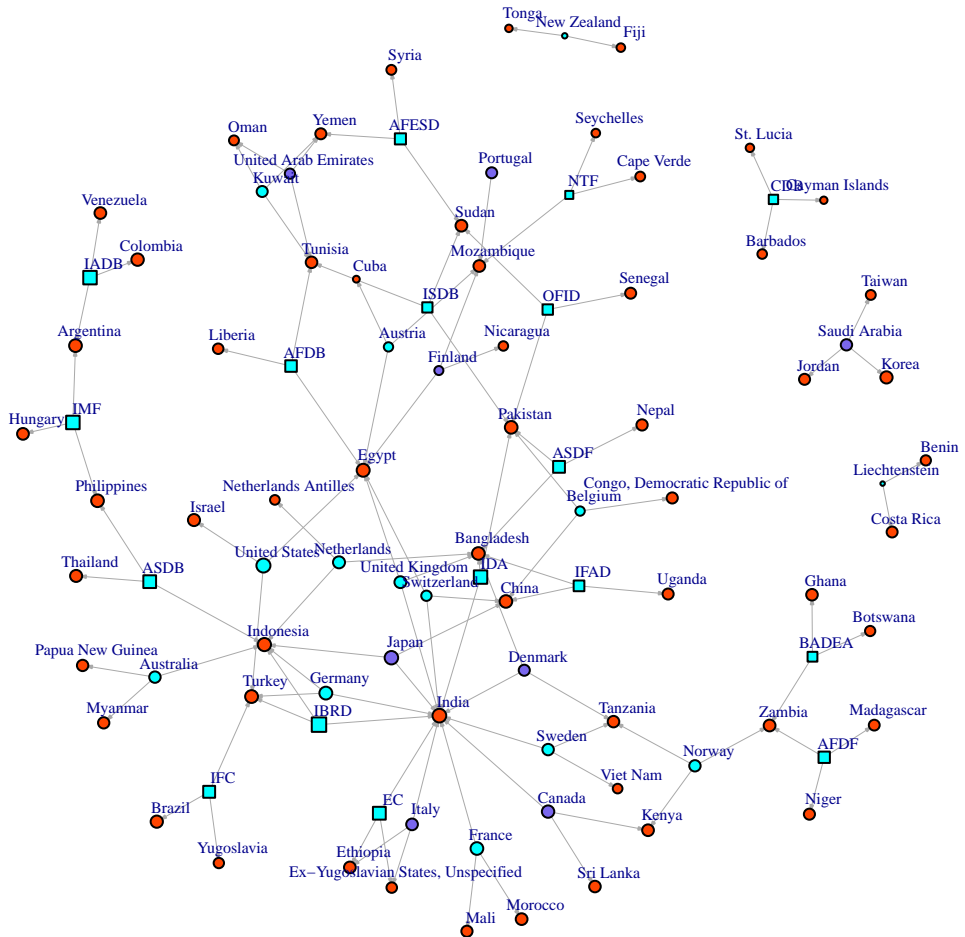 Tonga
New Zealand
Fiji
Syria
Oman
Yemen
AFESD
Seychelles
St. Lucia
United Arab Emirates
Portugal
Kuwait
NTF
Cape Verde
CDB
Cayman Islands
Venezuela
Sudan
Colombia
Tunisia
Mozambique
Barbados
IADB
Cuba
ISDB
OFID
Senegal
Taiwan
Argentina
Liberia
AFDB
Austria
Nicaragua
Saudi Arabia
Finland
Jordan
Korea
Hungary
IMF
Pakistan
Nepal
Egypt
ASDF
Benin
Philippines
Netherlands Antilles
Congo, Democratic Republic of
Liechtenstein
Israel
Belgium
Costa Rica
Thailand
ASDB
United States
Netherlands
Bangladesh
United Kingdom
IDA
Switzerland
China
IFAD
Uganda
Ghana
Indonesia
Botswana
Papua New Guinea
Australia
Japan
Denmark
BADEA
Turkey
Germany
Myanmar
IBRD
India
Tanzania
Zambia
Madagascar
Sweden
Norway
AFDF
IFC
Viet Nam
Brazil
EC
Italy
Canada
Kenya
Niger
Yugoslavia
Ethiopia
France
Ex−Yugoslavian States, Unspecified
Sri Lanka
Mali
Morocco